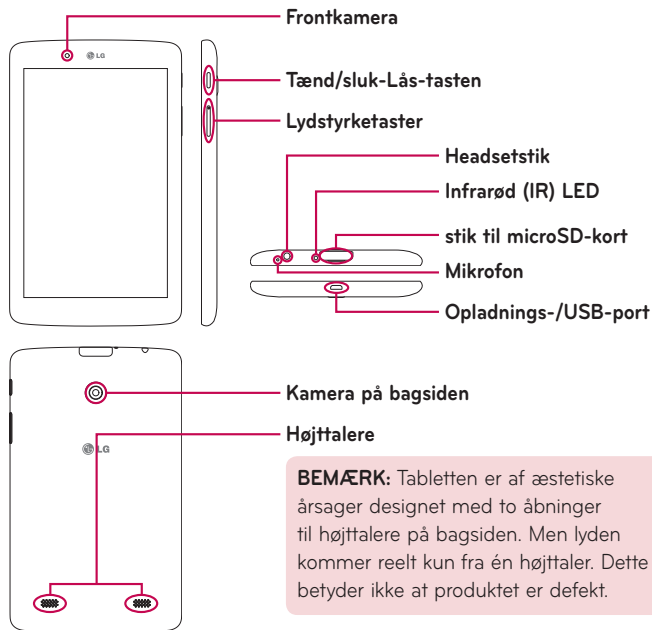 Frontkamera
LG
Tænd/sluk-Lås-tasten
Lydstyrketaster
Headsetstik
Infrarød (IR) LED
stik til microSD-kort
Mikrofon
Opladnings-/USB-port
Kamera på bagsiden
Højttalere
LG
BEMÆRK: Tabletten er af æstetiske
årsager designet med to åbninger
til højttalere på bagsiden. Men lyden
kommer reelt kun fra én højttaler. Dette
betyder ikke at produktet er defekt.